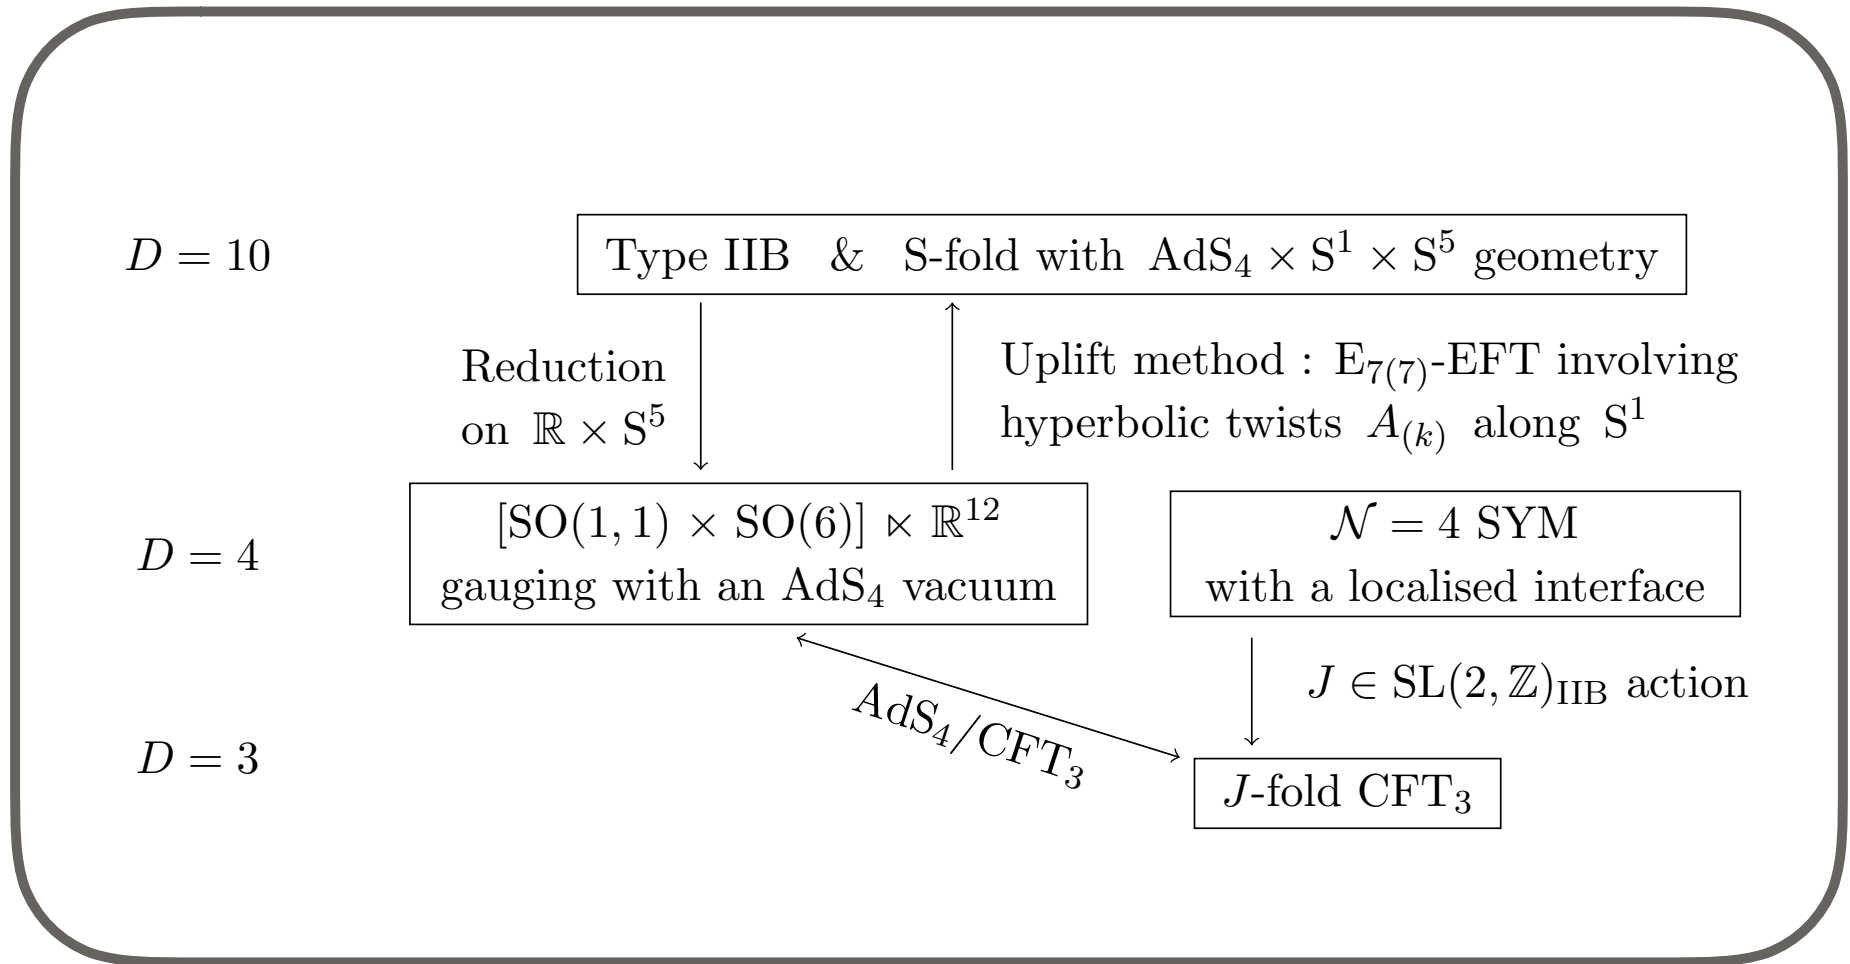 D = 10
Type IIB & S-fold with AdS₄ × S¹ × S⁵ geometry
Reduction
on ℝ × S⁵
Uplift method : E₇₍₇₎-EFT involving
hyperbolic twists A₍ₖ₎ along S¹
D = 4
[SO(1, 1) × SO(6)] ⋉ ℝ¹²
gauging with an AdS₄ vacuum
𝒩 = 4 SYM
with a localised interface
J ∈ SL(2, ℤ)_IIB action
AdS₄/CFT₃
D = 3
J-fold CFT₃